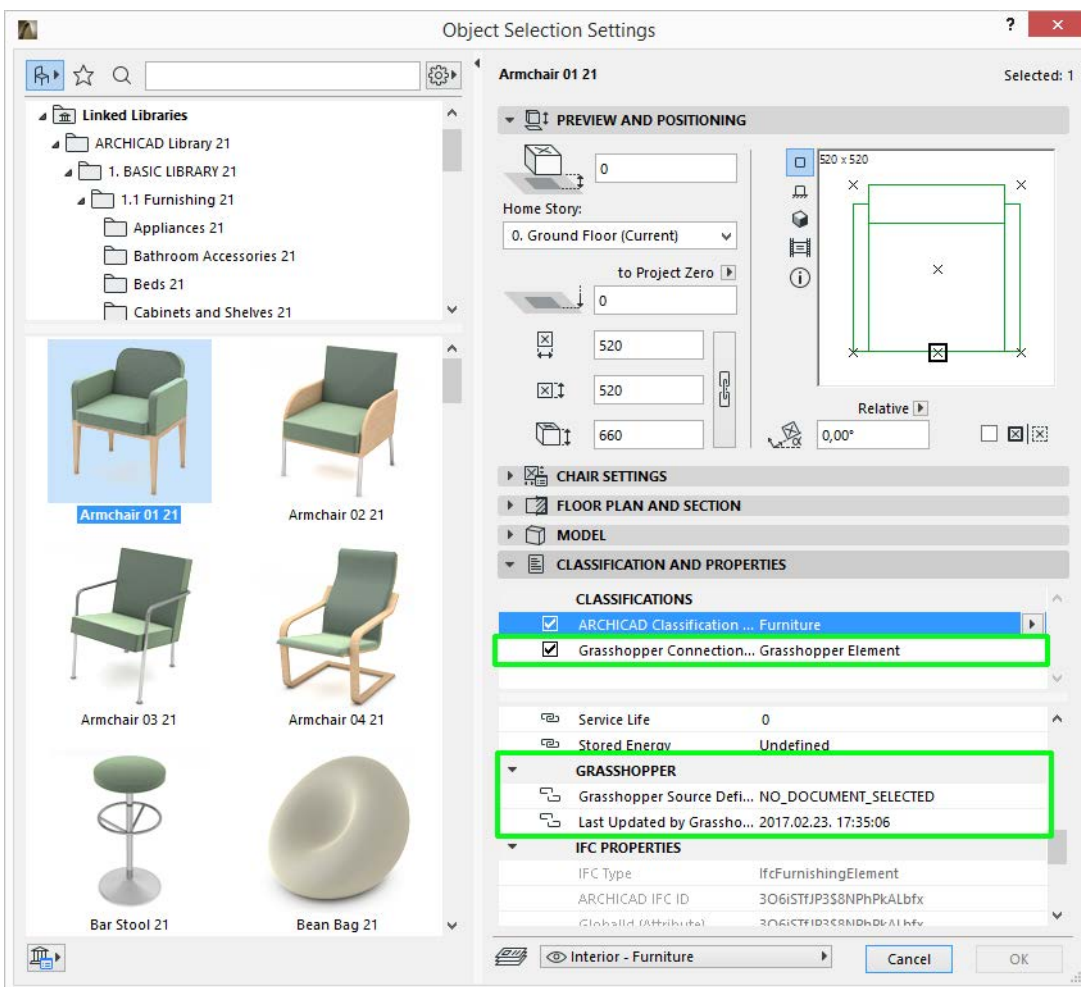 Object Selection Settings
?
Linked Libraries
ARCHICAD Library 21
1. BASIC LIBRARY 21
1.1 Furnishing 21
Appliances 21
Bathroom Accessories 21
Beds 21
Cabinets and Shelves 21
Armchair 01 21
Armchair 02 21
Armchair 03 21
Armchair 04 21
Bar Stool 21
Bean Bag 21
Armchair 01 21
Selected: 1
PREVIEW AND POSITIONING
0
Home Story:
0. Ground Floor (Current)
to Project Zero
0
520
520
660
520 x 520
Relative
α
0,00°
CHAIR SETTINGS
FLOOR PLAN AND SECTION
MODEL
CLASSIFICATION AND PROPERTIES
CLASSIFICATIONS
ARCHICAD Classification ... Furniture
Grasshopper Connection... Grasshopper Element
Service Life 0
Stored Energy Undefined
GRASSHOPPER
Grasshopper Source Defi... NO_DOCUMENT_SELECTED
Last Updated by Grassho... 2017.02.23. 17:35:06
IFC PROPERTIES
IFC Type IfcFurnishingElement
ARCHICAD IFC ID 3O6iSTfJP3S8NPhPkALbfx
GlobalId (Attribute) 3O6iSTfJP3S8NPhPkALbfx
Interior - Furniture
Cancel
OK